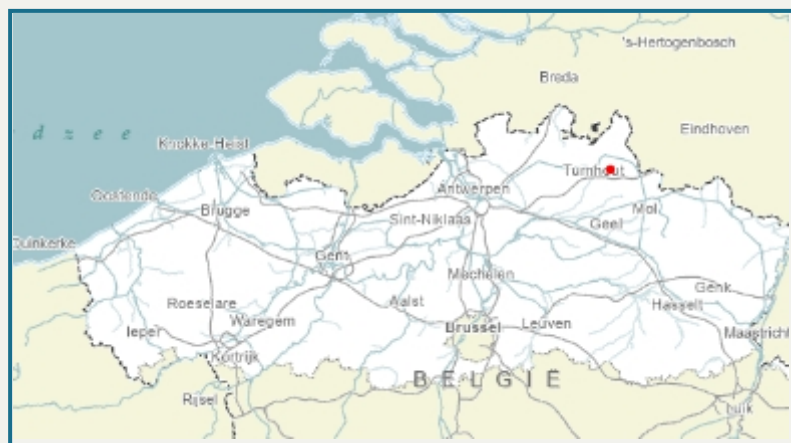 's-Hertogenbosch
Breda
d z e e
Eindhoven
Knokke-Heist
Turnhout
Oostende
Antwerpen
Brugge
Mol
Sint-Niklaas
Geel
Duinkerke
Gent
Mechelen
Genk
Roeselare
Aalst
Hasselt
Waregem
Brussel
Leuven
Ieper
Maastricht
Kortrijk
BELGIË
Rijsel
Luik